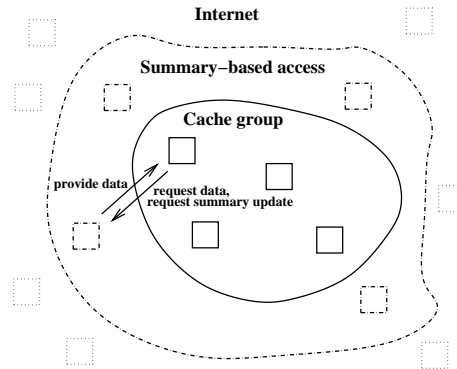 Internet
Summary−based access
Cache group
provide data
request data,
request summary update